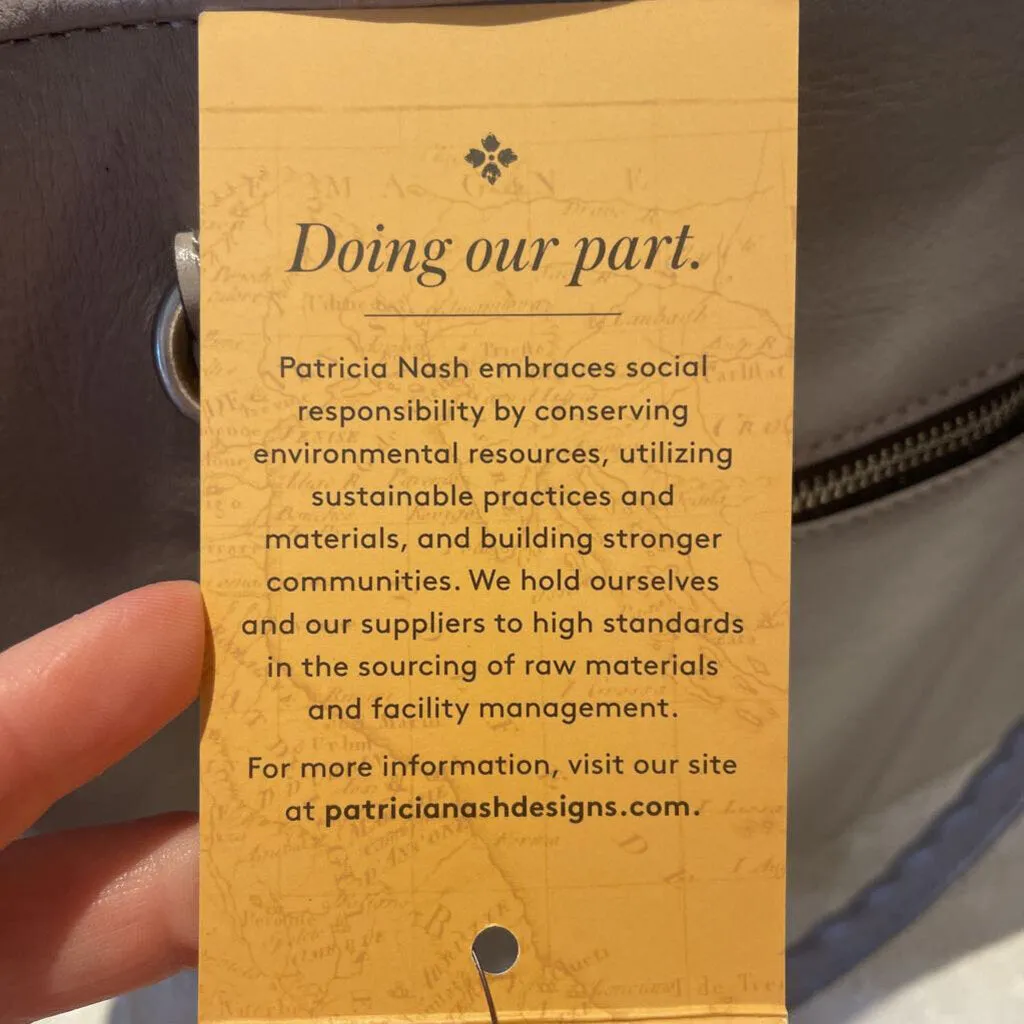 Doing our part.
Patricia Nash embraces social
responsibility by conserving
environmental resources, utilizing
sustainable practices and
materials, and building stronger
communities. We hold ourselves
and our suppliers to high standards
in the sourcing of raw materials
and facility management.
For more information, visit our site
at patricianashdesigns.com.